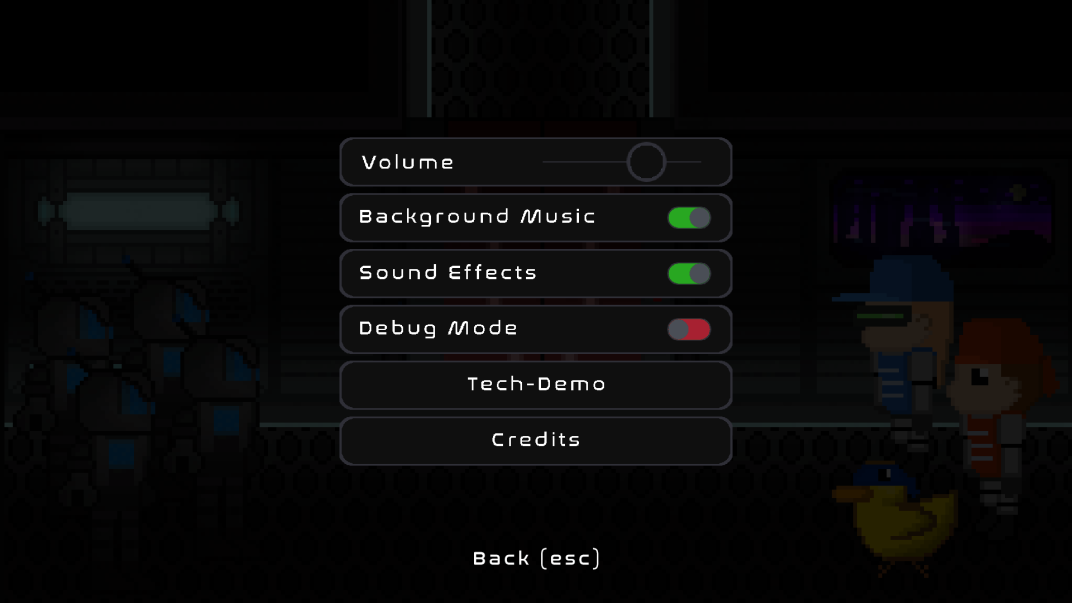 Volume
Background Music
Sound Effects
Debug Mode
Tech-Demo
Credits
Back (esc)